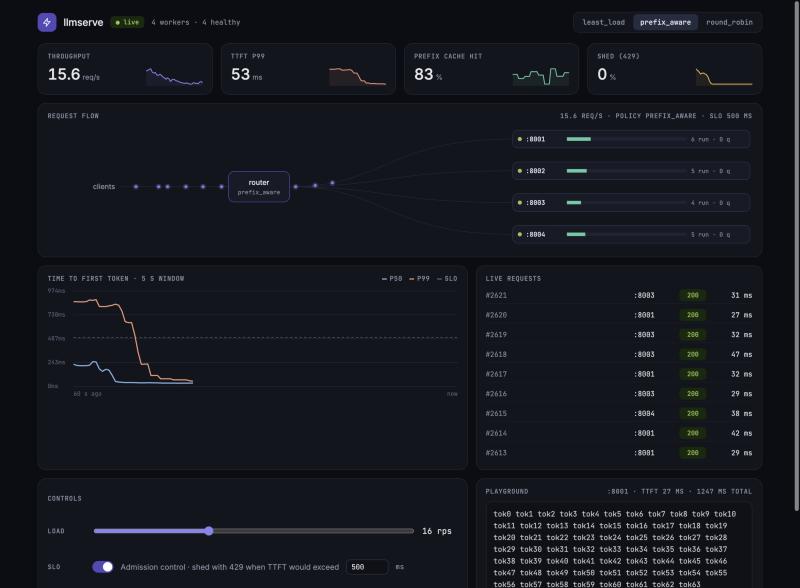 llmserve live 4 workers · 4 healthy least_load prefix_aware round_robin
THROUGHPUT
15.6 req/s
TTFT P99
53 ms
PREFIX CACHE HIT
83 %
SHED (429)
0 %
REQUEST FLOW 15.6 REQ/S · POLICY PREFIX_AWARE · SLO 500 MS
:8001 6 run · 0 q
:8002 5 run · 0 q
clients
router
prefix_aware
:8003 4 run · 0 q
:8004 5 run · 0 q
TIME TO FIRST TOKEN · 5 S WINDOW P50 P99 SLO
974ms
730ms
487ms
243ms
0ms
60 s ago now
LIVE REQUESTS
#2621 :8003 200 31 ms
#2620 :8001 200 27 ms
#2619 :8003 200 32 ms
#2618 :8003 200 47 ms
#2617 :8001 200 32 ms
#2616 :8003 200 29 ms
#2615 :8004 200 38 ms
#2614 :8001 200 42 ms
#2613 :8001 200 29 ms
CONTROLS
LOAD 16 rps
SLO Admission control · shed with 429 when TTFT would exceed 500 ms
PLAYGROUND :8001 · TTFT 27 MS · 1247 MS TOTAL
tok0 tok1 tok2 tok3 tok4 tok5 tok6 tok7 tok8 tok9 tok10
tok11 tok12 tok13 tok14 tok15 tok16 tok17 tok18 tok19
tok20 tok21 tok22 tok23 tok24 tok25 tok26 tok27 tok28
tok29 tok30 tok31 tok32 tok33 tok34 tok35 tok36 tok37
tok38 tok39 tok40 tok41 tok42 tok43 tok44 tok45 tok46
tok47 tok48 tok49 tok50 tok51 tok52 tok53 tok54 tok55
tok56 tok57 tok58 tok59 tok60 tok61 tok62 tok63